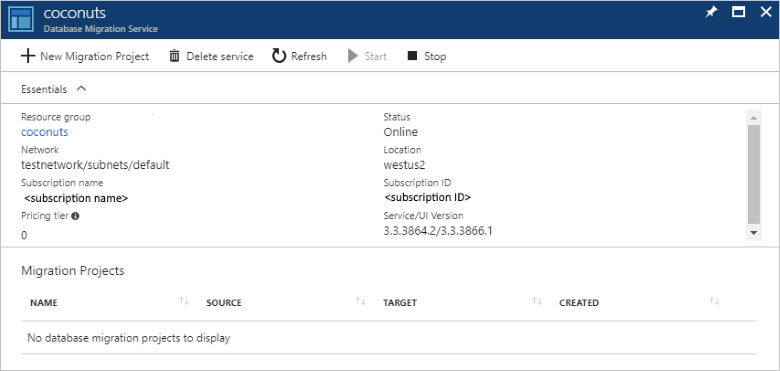 coconuts
Database Migration Service
New Migration Project Delete service Refresh Start Stop
Essentials
Resource group Status
coconuts Online
Network Location
testnetwork/subnets/default westus2
Subscription name Subscription ID
<subscription name> <subscription ID>
Pricing tier Service/UI Version
0 3.3.3864.2/3.3.3866.1
Migration Projects
NAME SOURCE TARGET CREATED
No database migration projects to display